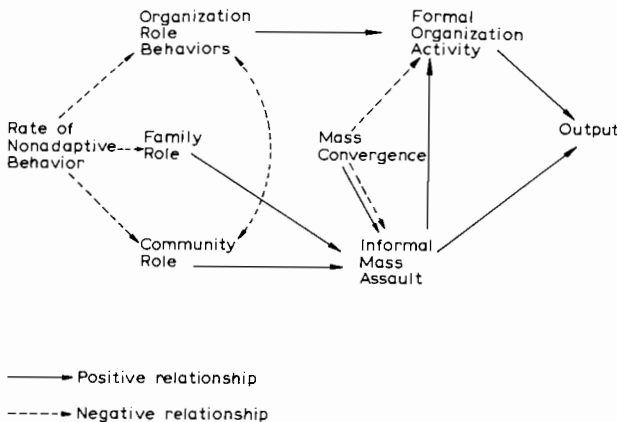 Organization
Role
Behaviors
Formal
Organization
Activity
Rate of
Nonadaptive
Behavior
Family
Role
Mass
Convergence
Output
Community
Role
Informal
Mass
Assault
Positive relationship
Negative relationship